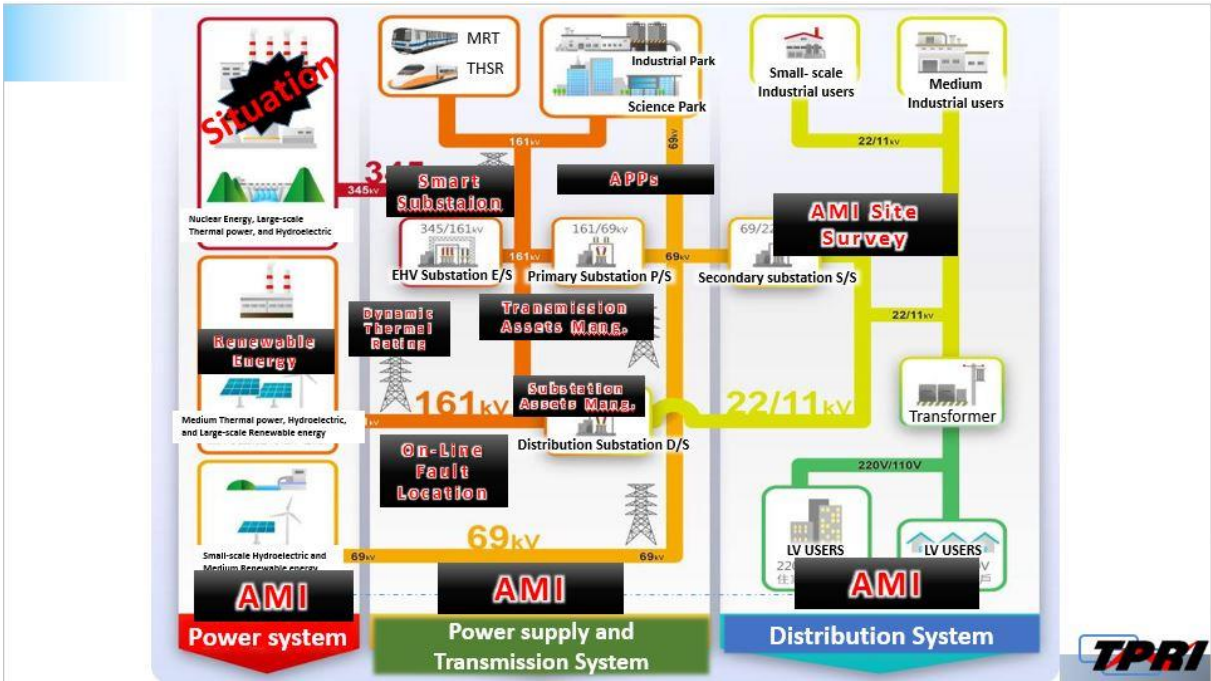 Situation
Nuclear Energy, Large-scale
Thermal power, and Hydroelectric
345kV
MRT
THSR
Industrial Park
Science Park
161kV
69kV
Smart
Substaion
APPs
345/161kV
EHV Substation E/S
161kV
161/69kV
Primary Substation P/S
69kV
Secondary substation S/S
Small- scale
Industrial users
Medium
Industrial users
22/11kV
AMI Site
Survey
22/11kV
Renewable
Energy
Medium Thermal power, Hydroelectric,
and Large-scale Renewable energy
Dynamic
Thermal
Rating
Transmission
Assets Mang.
Substation
Assets Mang.
161kV
Distribution Substation D/S
22/11kV
On-Line
Fault
Location
Transformer
220V/110V
LV USERS
LV USERS
Small-scale Hydroelectric and
Medium Renewable energy
69kV
69kV
69kV
AMI
AMI
AMI
Power system
Power supply and
Transmission System
Distribution System
TPRI